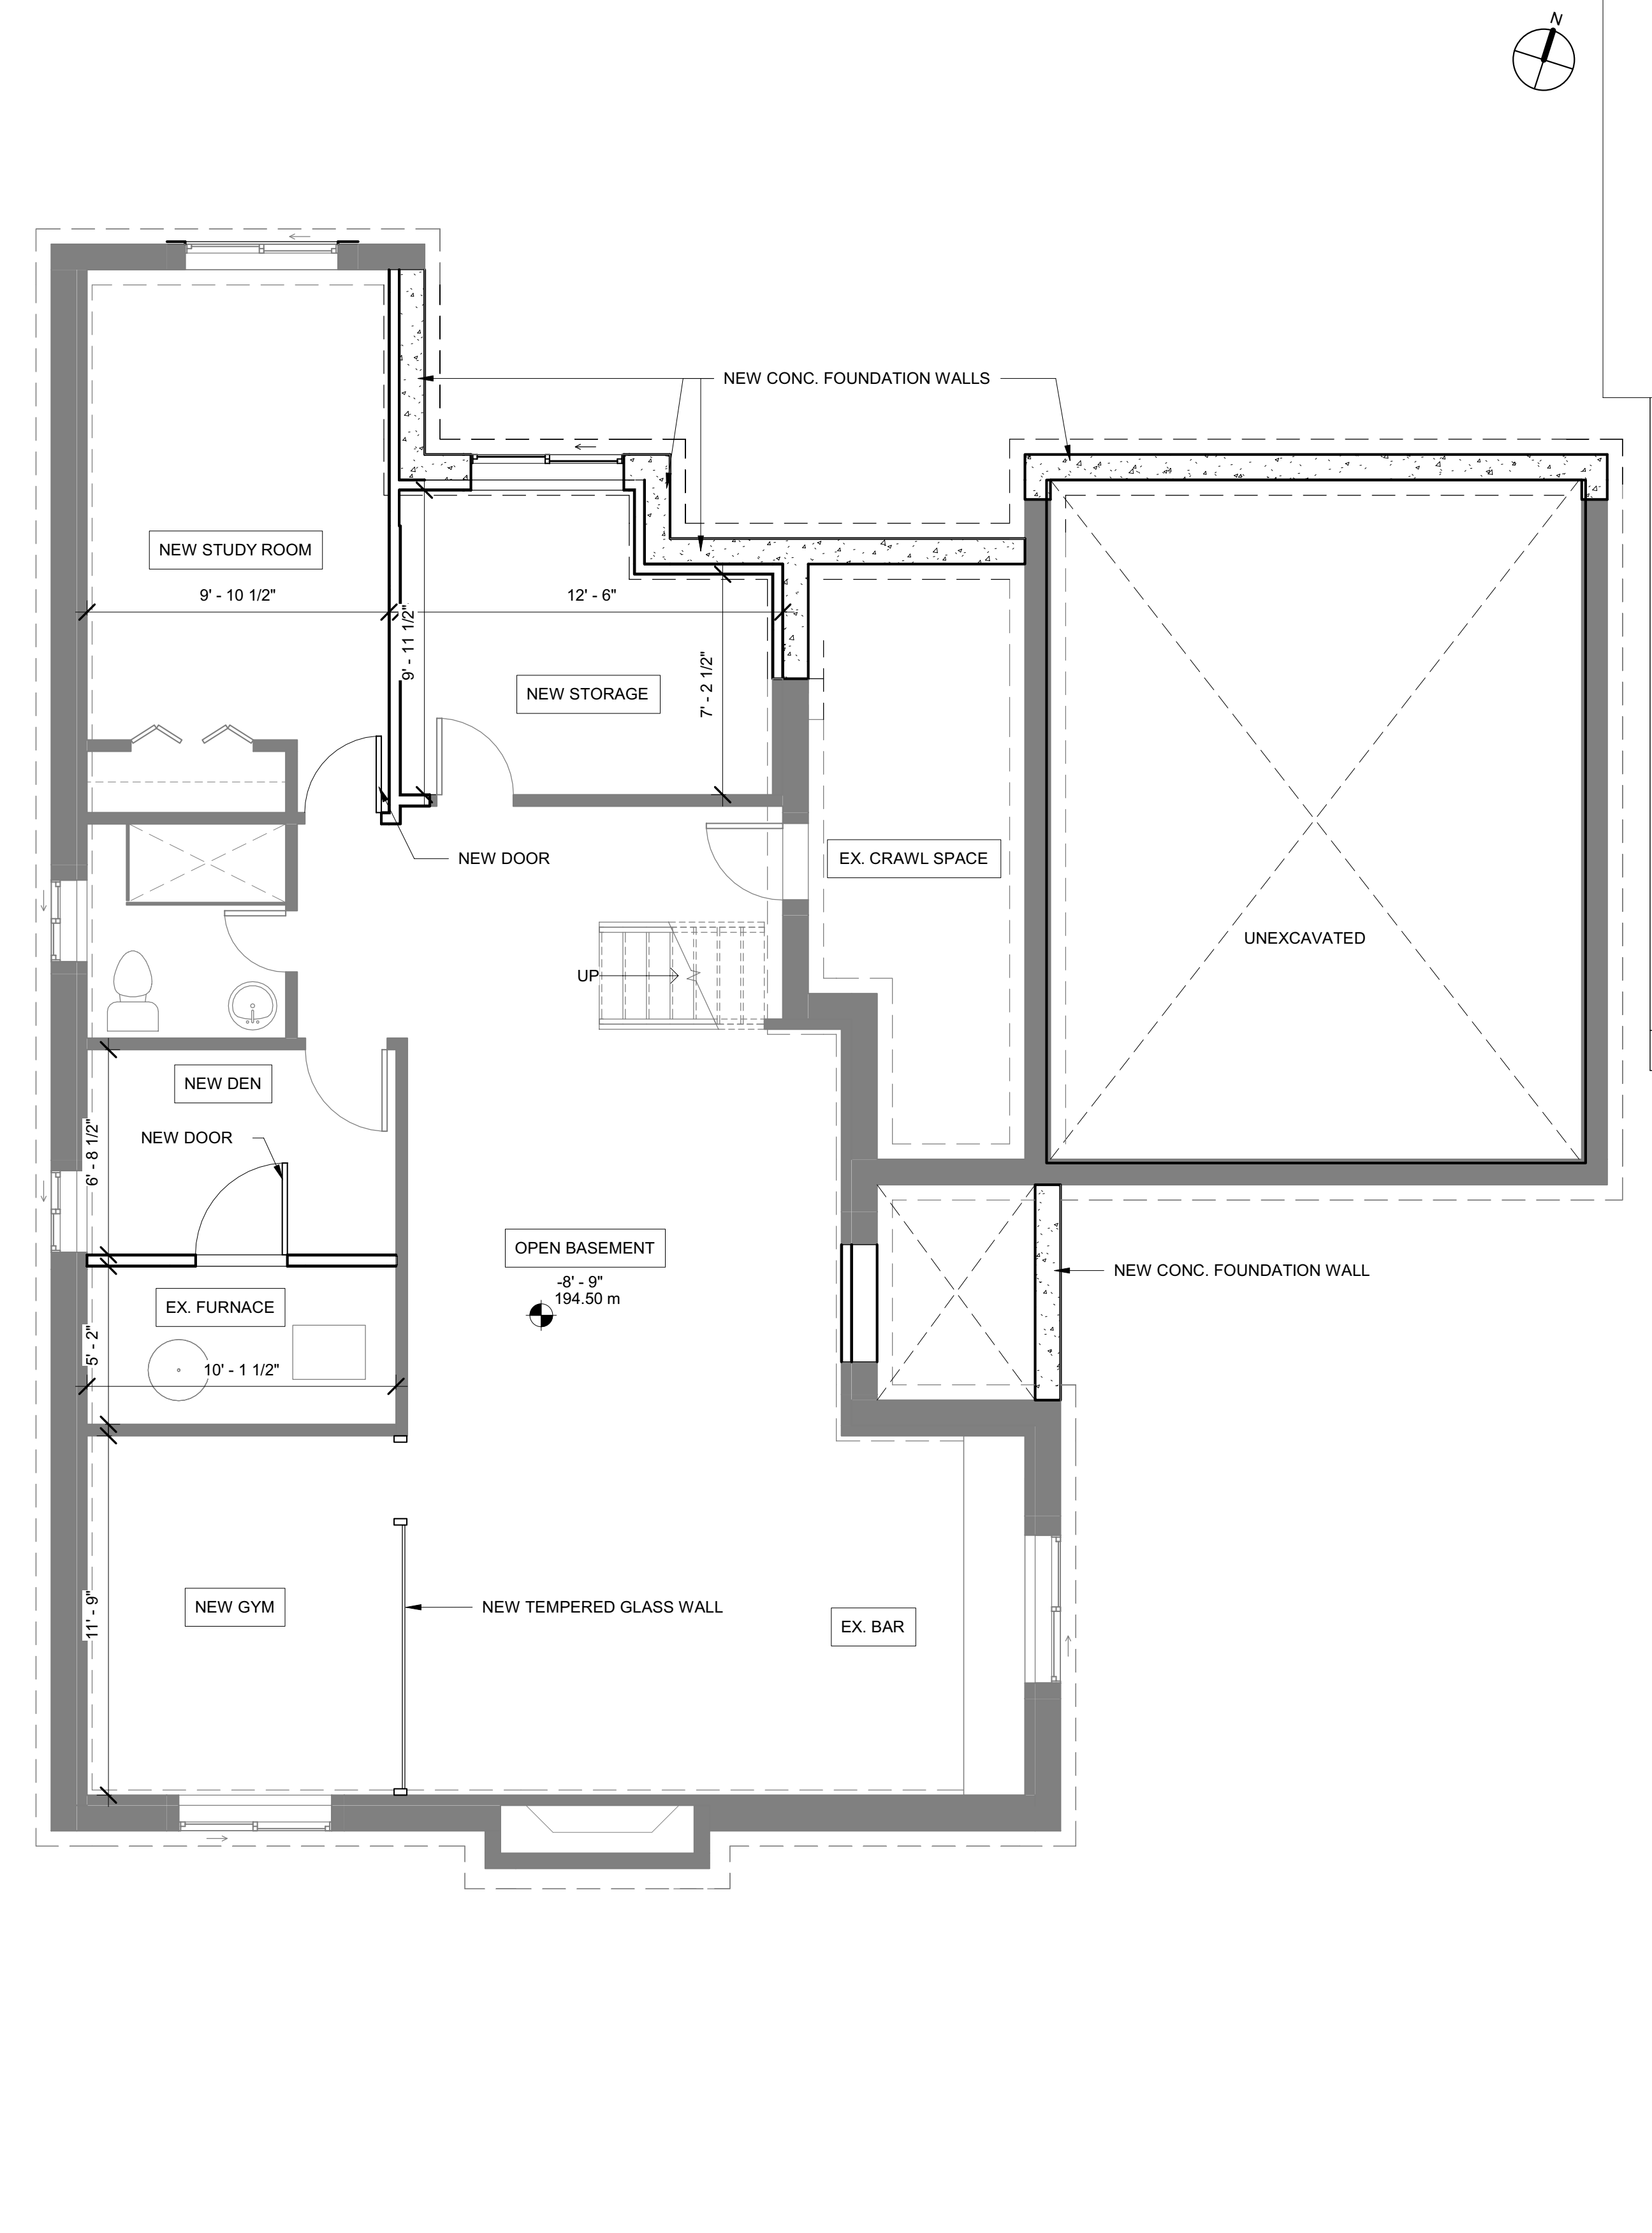 N
NEW CONC. FOUNDATION WALLS
NEW STUDY ROOM
9' - 10 1/2"
12' - 6"
9' - 11 1/2"
7' - 2 1/2"
NEW STORAGE
NEW DOOR
EX. CRAWL SPACE
UNEXCAVATED
UP
NEW DEN
NEW DOOR
6' - 8 1/2"
OPEN BASEMENT
-8' - 9"
194.50 m
NEW CONC. FOUNDATION WALL
EX. FURNACE
5' - 2"
10' - 1 1/2"
NEW GYM
11' - 9"
NEW TEMPERED GLASS WALL
EX. BAR